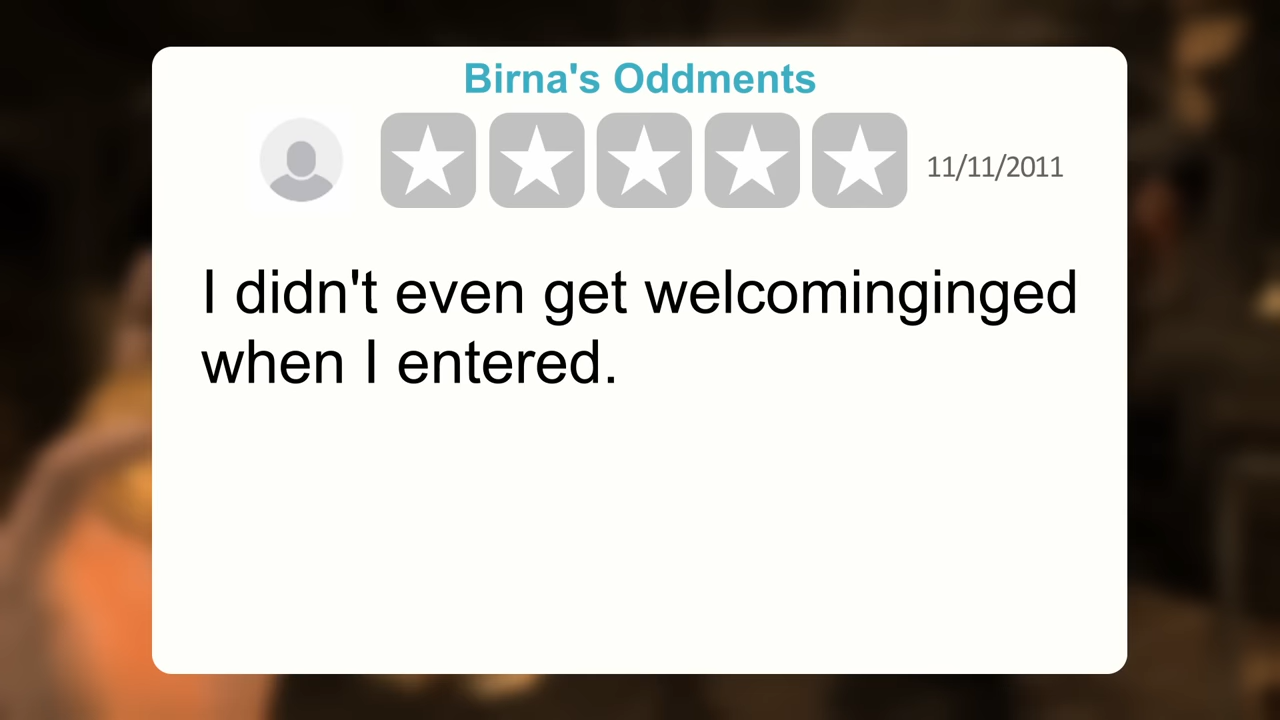 Birna's Oddments
11/11/2011
I didn't even get welcominginged
when I entered.